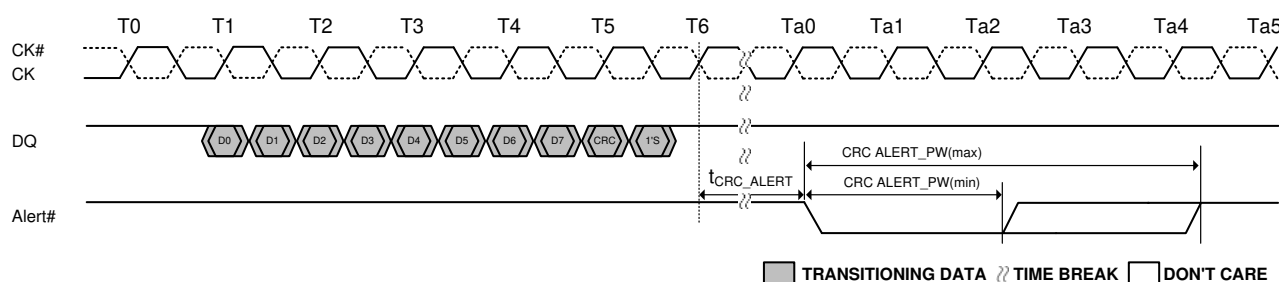 T0 T1 T2 T3 T4 T5 T6 Ta0 Ta1 Ta2 Ta3 Ta4 Ta5
CK#
CK
DQ
D0 D1 D2 D3 D4 D5 D6 D7 CRC 1'S
CRC ALERT_PW(max)
tCRC_ALERT
CRC ALERT_PW(min)
Alert#
TRANSITIONING DATA TIME BREAK DON'T CARE